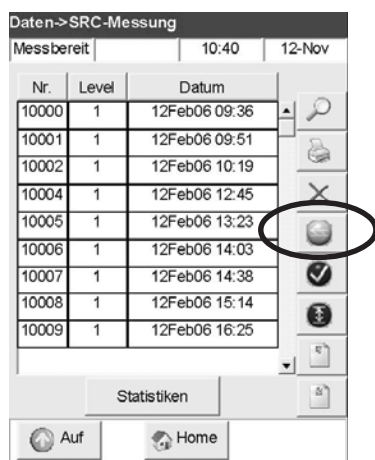 Daten->SRC-Messung
Messbereit 10:40 12-Nov
Nr. Level Datum
10000 1 12Feb06 09:36
10001 1 12Feb06 09:51
10002 1 12Feb06 10:19
10004 1 12Feb06 12:45
10005 1 12Feb06 13:23
10006 1 12Feb06 14:03
10007 1 12Feb06 14:38
10008 1 12Feb06 15:14
10009 1 12Feb06 16:25
Statistiken
Auf Home